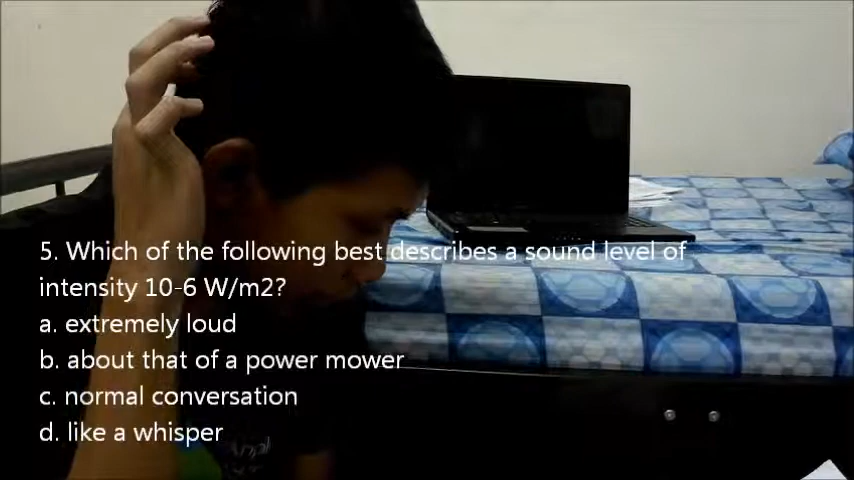 5. Which of the following best describes a sound level of
intensity 10-6 W/m2?
a. extremely loud
b. about that of a power mower
c. normal conversation
d. like a whisper